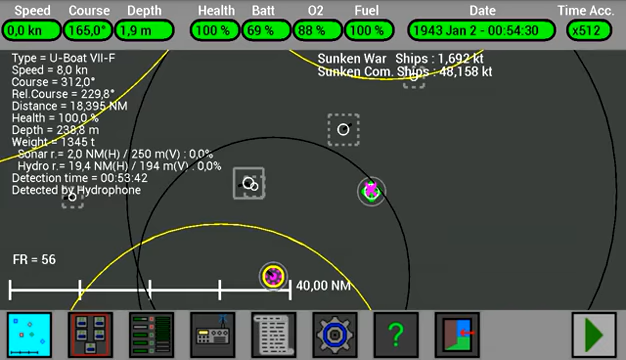 Speed Course Depth Health Batt O2 Fuel Date Time Acc.
0,0 kn 165,0° 1,9 m 100 % 69 % 88 % 100 % 1943 Jan 2 - 00:54:30 x512
Type = U-Boat VII-F
Speed = 8,0 kn
Course = 312,0°
Rel.Course = 229,8°
Distance = 18,395 NM
Health = 100,0 %
Depth = 238,8 m
Weight = 1345 t
Sonar r.= 2,0 NM(H) / 250 m(V) : 0,0%
Hydro r.= 19,4 NM(H) / 194 m(V) : 0,0%
Detection time = 00:53:42
Detected by Hydrophone
Sunken War Ships : 1,692 kt
Sunken Com. Ships : 48,158 kt
FR = 56
40,00 NM
?